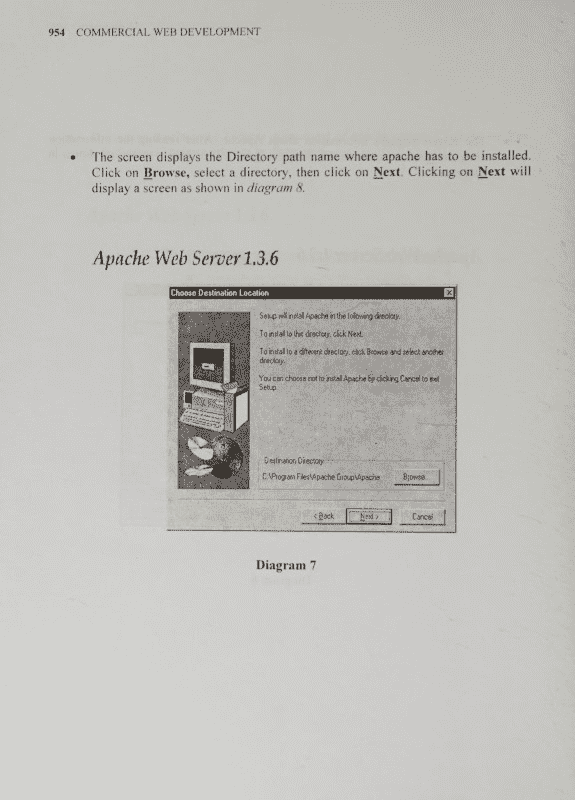 954 COMMERCIAL WEB DEVELOPMENT
• The screen displays the Directory path name where apache has to be installed.
Click on Browse, select a directory, then click on Next. Clicking on Next will
display a screen as shown in diagram 8.
Apache Web Server 1.3.6
Choose Destination Location
Setup will install Apache in the following directory.
To install to this directory, click Next.
To install to a different directory, click Browse and select another
directory.
You can choose not to install Apache by clicking Cancel to exit
Setup.
Destination Directory
C:\Program Files\Apache Group\Apache
Browse...
< Back
Next >
Cancel
Diagram 7